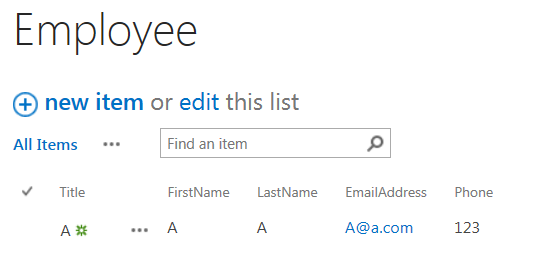 Employee
new item or edit this list
All Items ••• Find an item
Title FirstName LastName EmailAddress Phone
A ••• A A A@a.com 123